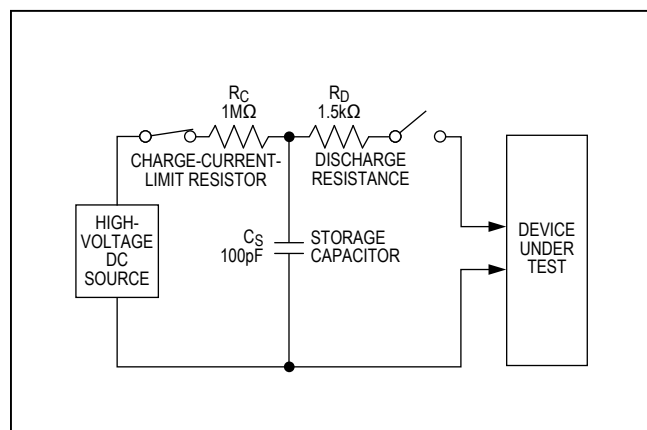 RC
1MΩ
CHARGE-CURRENT-
LIMIT RESISTOR
RD
1.5kΩ
DISCHARGE
RESISTANCE
HIGH-
VOLTAGE
DC
SOURCE
CS
100pF
STORAGE
CAPACITOR
DEVICE
UNDER
TEST